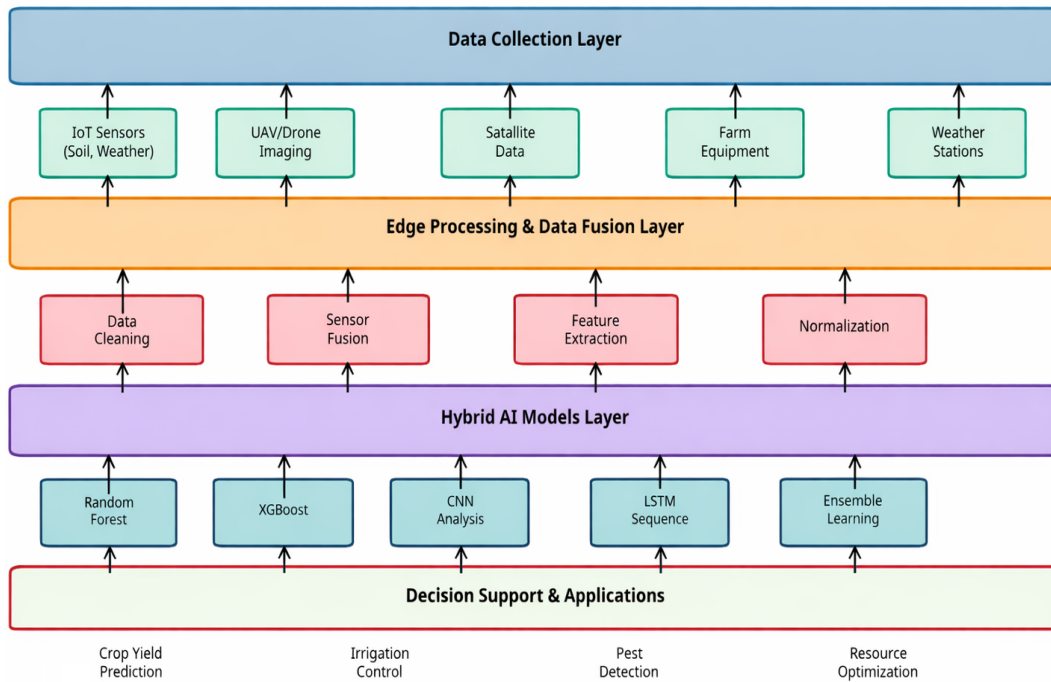 Data Collection Layer
IoT Sensors
(Soil, Weather)
UAV/Drone
Imaging
Satallite
Data
Farm
Equipment
Weather
Stations
Edge Processing & Data Fusion Layer
Data
Cleaning
Sensor
Fusion
Feature
Extraction
Normalization
Hybrid AI Models Layer
Random
Forest
XGBoost
CNN
Analysis
LSTM
Sequence
Ensemble
Learning
Decision Support & Applications
Crop Yield
Prediction
Irrigation
Control
Pest
Detection
Resource
Optimization